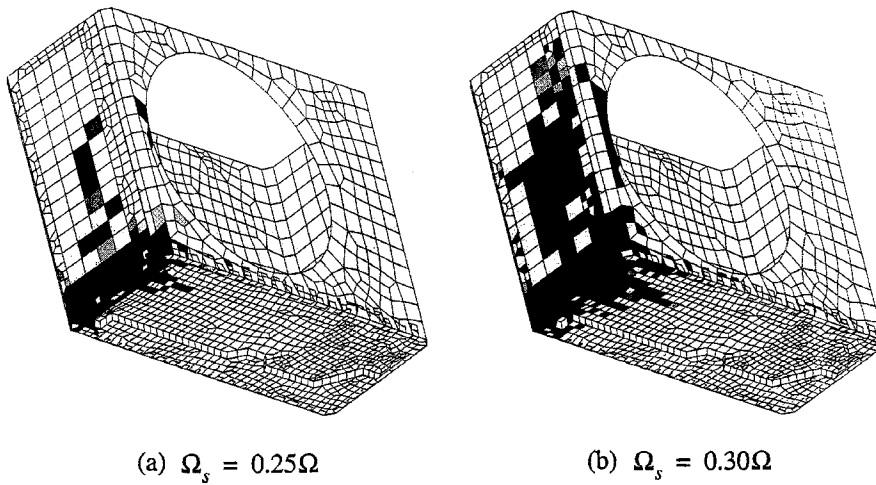 (a) Ω_s = 0.25Ω
(b) Ω_s = 0.30Ω